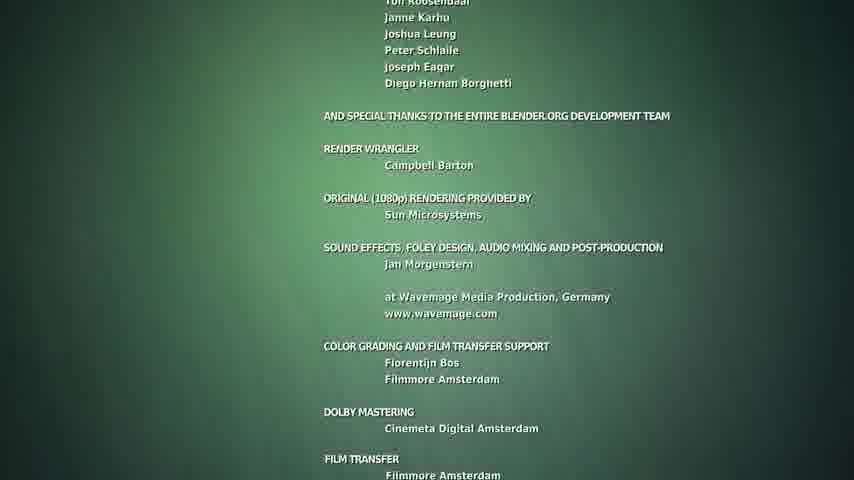 Ton Roosendaal
Janne Karhu
Joshua Leung
Peter Schlaile
Joseph Eagar
Diego Hernan Borghetti
AND SPECIAL THANKS TO THE ENTIRE BLENDER.ORG DEVELOPMENT TEAM
RENDER WRANGLER
Campbell Barton
ORIGINAL (1080p) RENDERING PROVIDED BY
Sun Microsystems
SOUND EFFECTS, FOLEY DESIGN, AUDIO MIXING AND POST-PRODUCTION
Jan Morgenstern
at Wavemage Media Production, Germany
www.wavemage.com
COLOR GRADING AND FILM TRANSFER SUPPORT
Fiorentijn Bos
Filmmore Amsterdam
DOLBY MASTERING
Cinemeta Digital Amsterdam
FILM TRANSFER
Filmmore Amsterdam